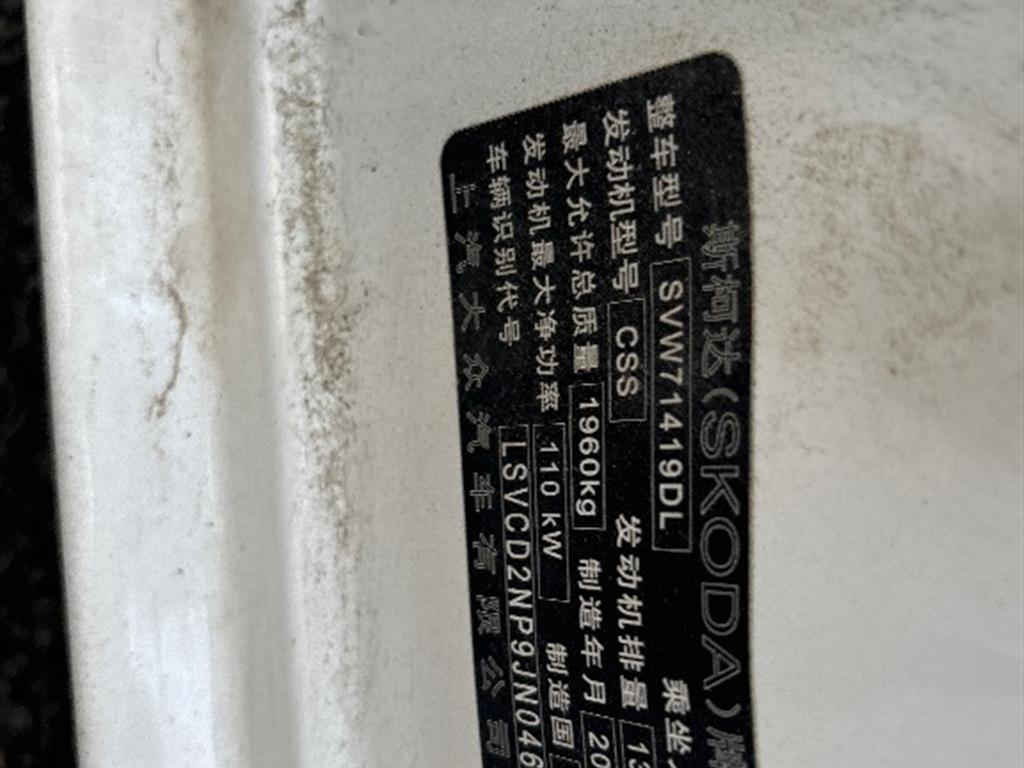 斯柯达(SKODA)牌
整车型号 SVW71419DL 乘坐
发动机型号 CSS 发动机排量 13
最大允许总质量 1960kg 制造年月 20
发动机最大净功率 110 kW 制造国
车辆识别代号 LSVCD2NP9JN046
上汽大众汽车有限公司